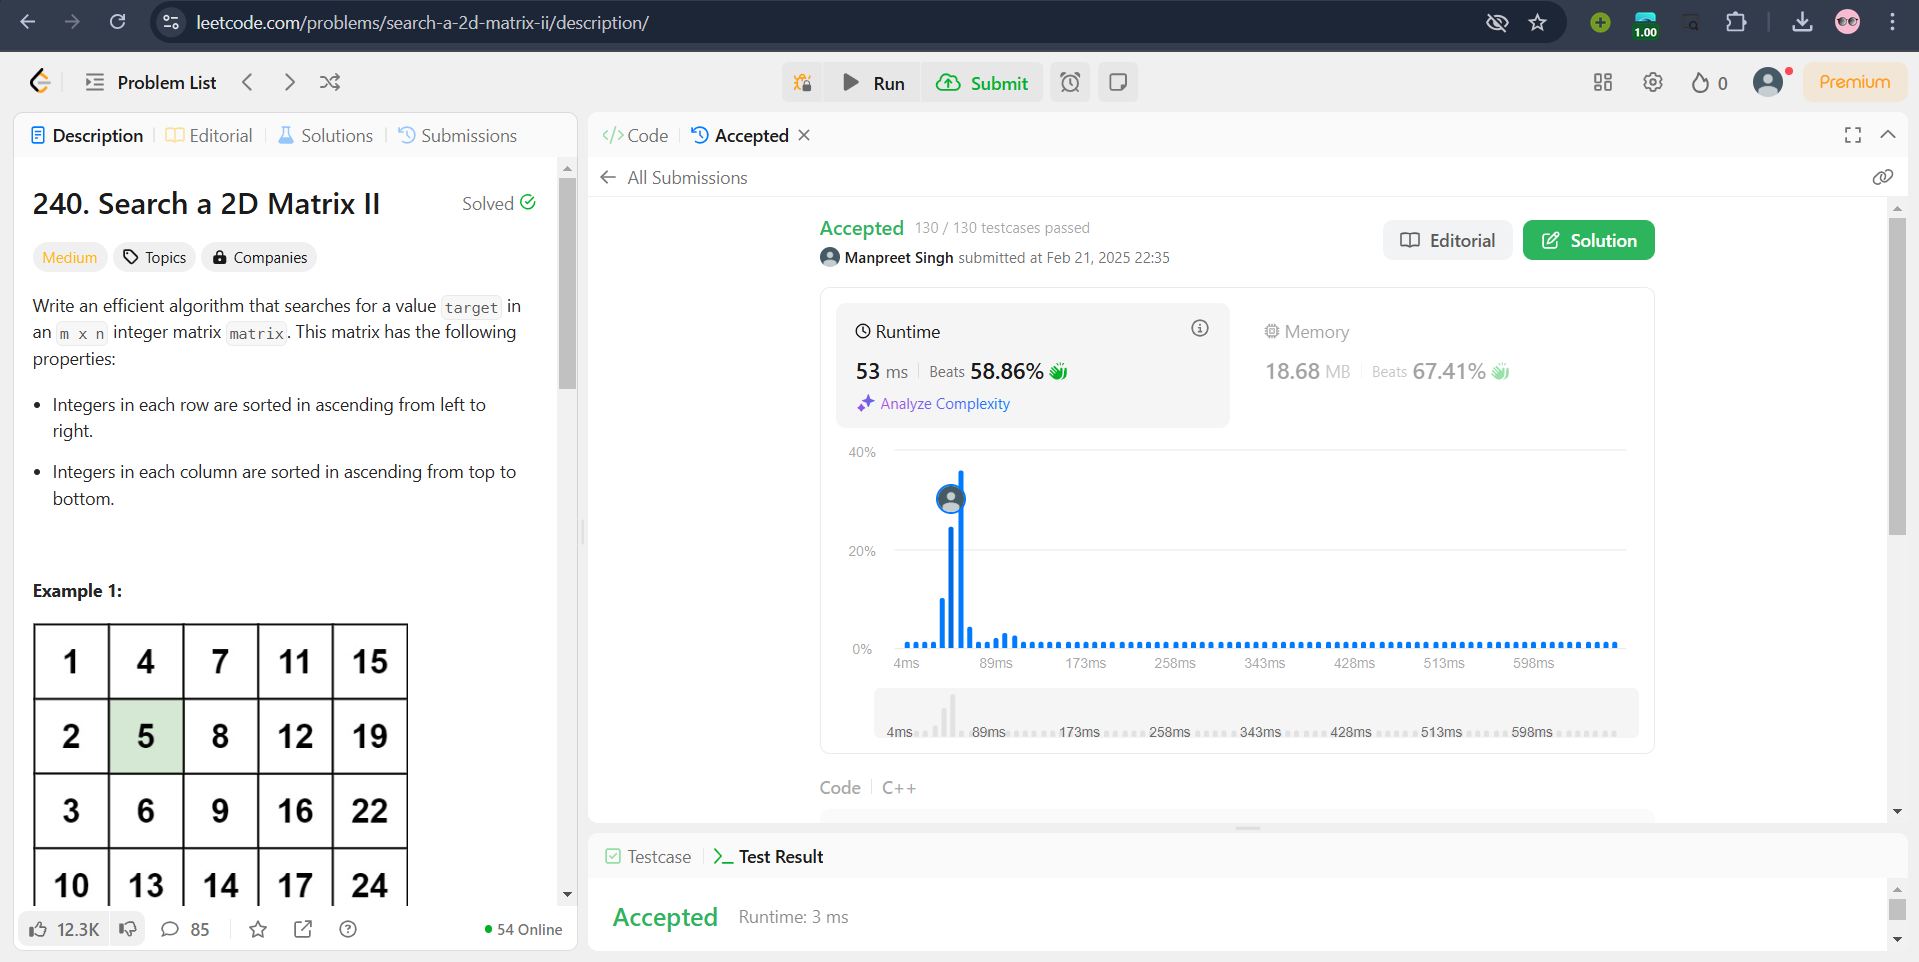 leetcode.com/problems/search-a-2d-matrix-ii/description/
1.00
Problem List
Run
Submit
0
Premium
Description
Editorial
Solutions
Submissions
240. Search a 2D Matrix II
Solved
Medium
Topics
Companies
Write an efficient algorithm that searches for a value target in
an m x n integer matrix matrix. This matrix has the following
properties:
• Integers in each row are sorted in ascending from left to
right.
• Integers in each column are sorted in ascending from top to
bottom.
Example 1:
1 4 7 11 15
2 5 8 12 19
3 6 9 16 22
10 13 14 17 24
12.3K
85
54 Online
</> Code
Accepted
All Submissions
Accepted 130 / 130 testcases passed
Manpreet Singh submitted at Feb 21, 2025 22:35
Editorial
Solution
Runtime
53 ms Beats 58.86%
Analyze Complexity
Memory
18.68 MB Beats 67.41%
40%
20%
0%
4ms 89ms 173ms 258ms 343ms 428ms 513ms 598ms
4ms 89ms 173ms 258ms 343ms 428ms 513ms 598ms
Code C++
Testcase
Test Result
Accepted Runtime: 3 ms